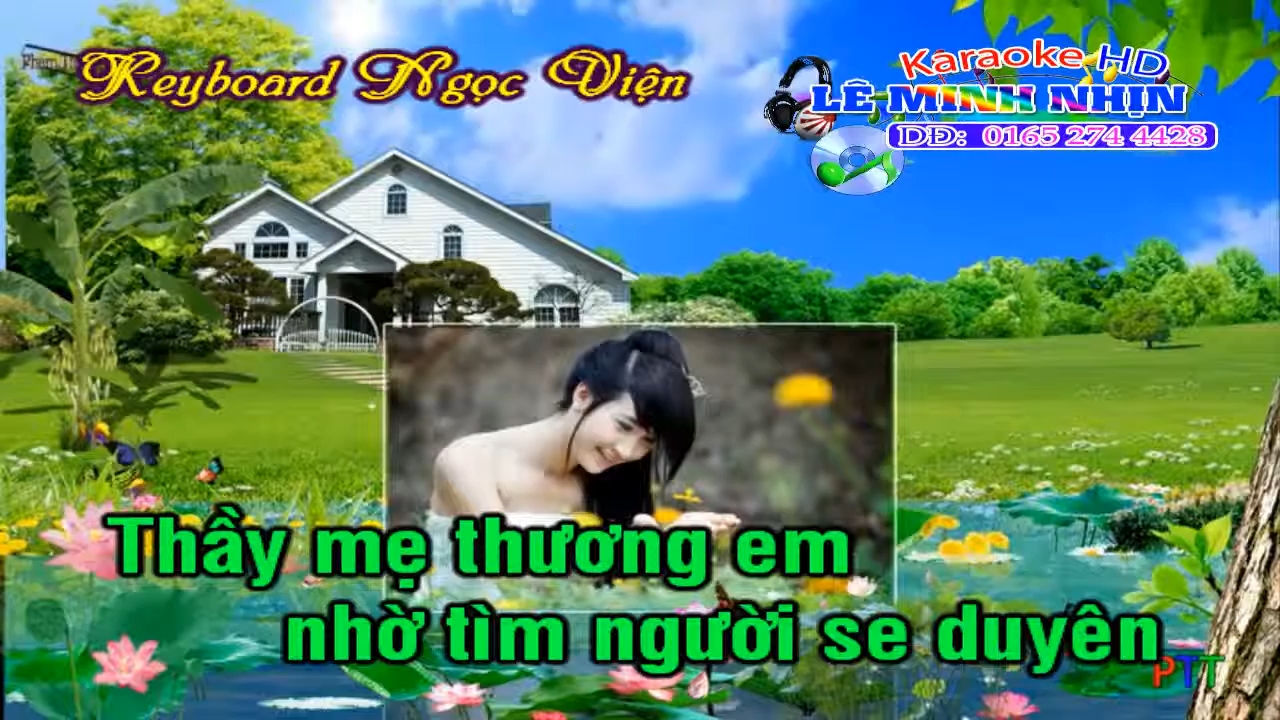 Keyboard Ngọc Viện
Karaoke HD
LÊ MINH NHỊN
DĐ: 0165 274 4428
Thầy mẹ thương em
nhờ tìm người se duyên
PTT